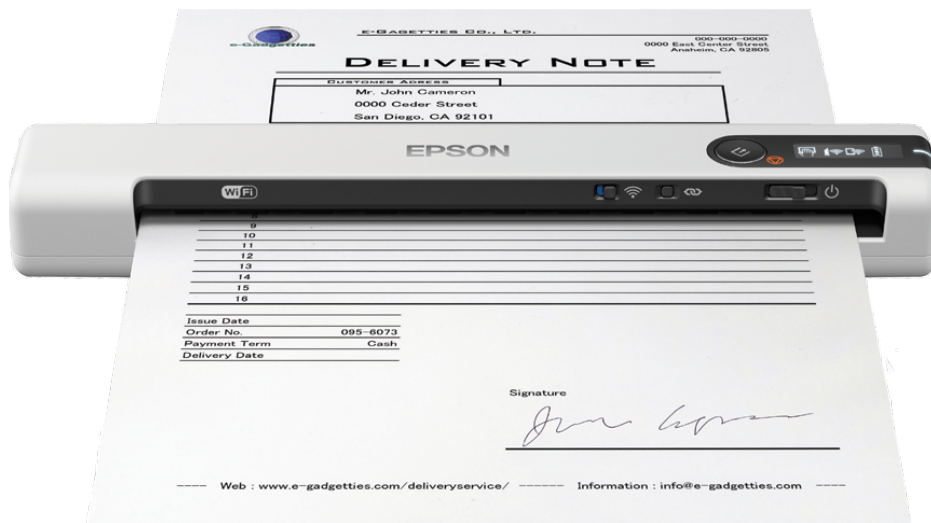 e-Gadgetties
E-GAGETTIES CO., LTD.
000-000-0000
0000 East Center Street
Anaheim, CA 92805
DELIVERY NOTE
CUSTOMER ADRESS
Mr. John Cameron
0000 Ceder Street
San Diego, CA 92101
EPSON
WiFi
9
10
11
12
13
14
15
16
Issue Date
Order No. 095-6073
Payment Term Cash
Delivery Date
Signature
---- Web : www.e-gadgetties.com/deliveryservice/ ------ Information : info@e-gadgetties.com ----